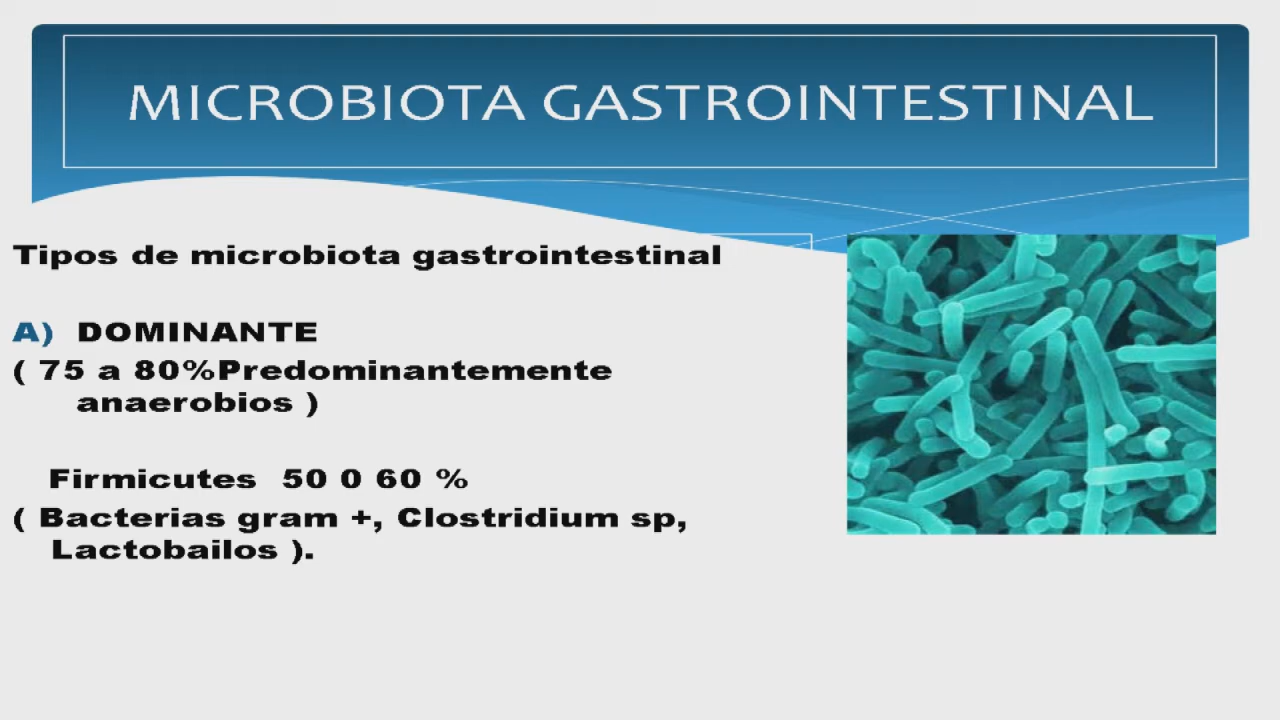 MICROBIOTA GASTROINTESTINAL
Tipos de microbiota gastrointestinal
A) DOMINANTE
( 75 a 80%Predominantemente
anaerobios )
Firmicutes 50 0 60 %
( Bacterias gram +, Clostridium sp,
Lactobailos ).